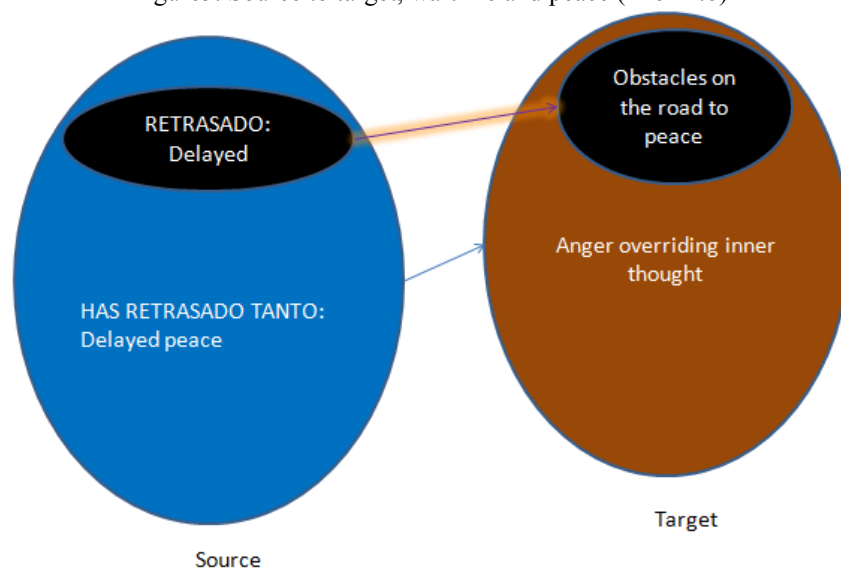 RETRASADO:
Delayed
Obstacles on
the road to
peace
HAS RETRASADO TANTO:
Delayed peace
Anger overriding inner
thought
Source
Target